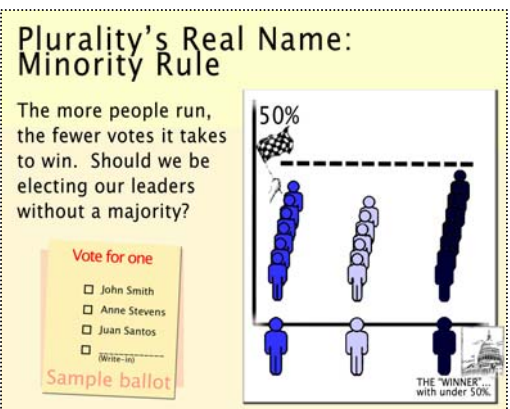 Plurality's Real Name:
Minority Rule
The more people run,
the fewer votes it takes
to win. Should we be
electing our leaders
without a majority?
50%
Vote for one
John Smith
Anne Stevens
Juan Santos
(Write-in)
Sample ballot
THE "WINNER"...
with under 50%.